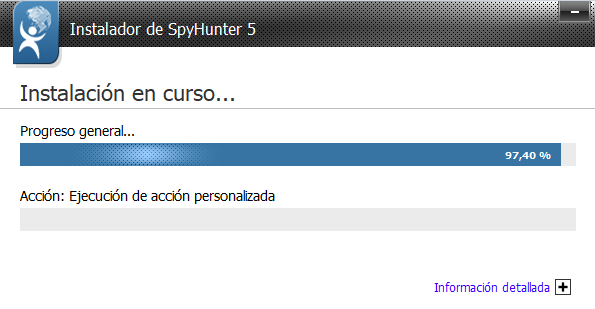 Instalador de SpyHunter 5
Instalación en curso...
Progreso general...
97,40 %
Acción: Ejecución de acción personalizada
Información detallada